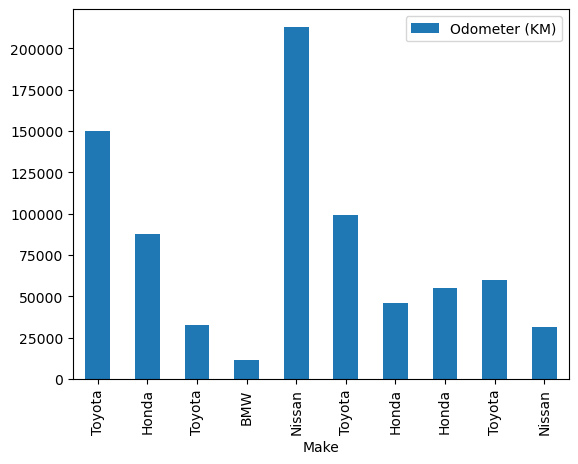 Odometer (KM)
200000
175000
150000
125000
100000
75000
50000
25000
0
Toyota
Honda
Toyota
BMW
Nissan
Toyota
Honda
Honda
Toyota
Nissan
Make